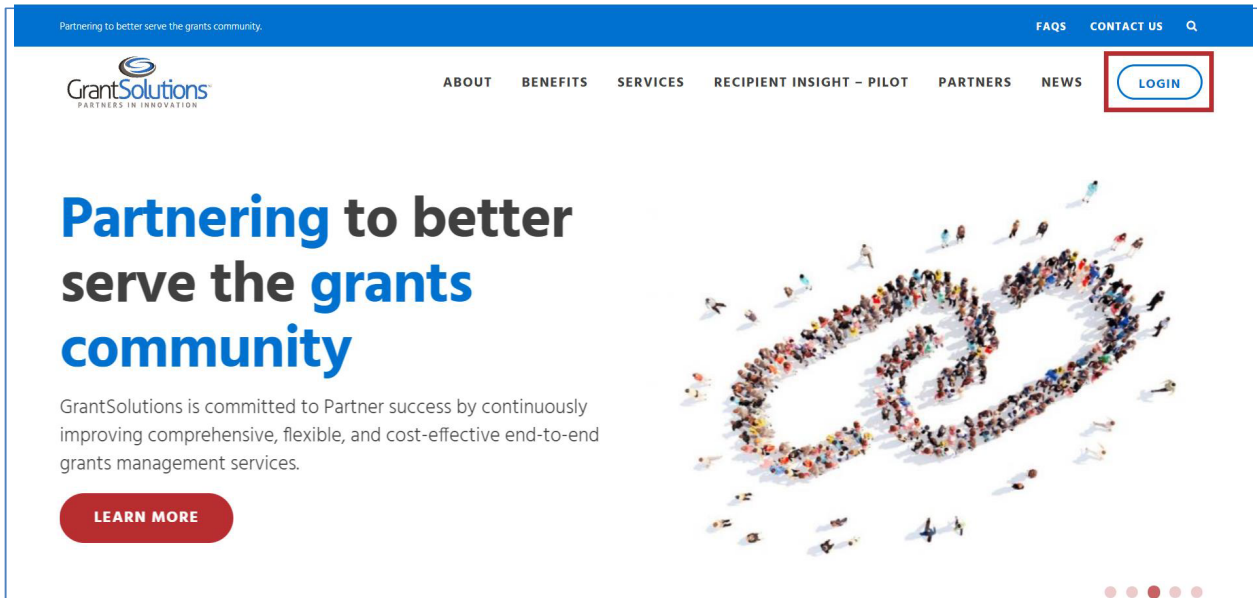 Partnering to better serve the grants community.
FAQS CONTACT US
GrantSolutions
PARTNERS IN INNOVATION
ABOUT BENEFITS SERVICES RECIPIENT INSIGHT – PILOT PARTNERS NEWS LOGIN
Partnering to better
serve the grants
community
GrantSolutions is committed to Partner success by continuously
improving comprehensive, flexible, and cost-effective end-to-end
grants management services.
LEARN MORE